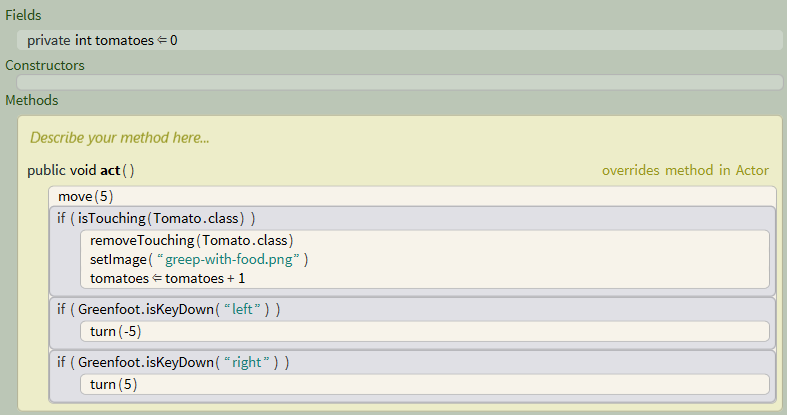 Fields
private int tomatoes ⇐ 0
Constructors
Methods
Describe your method here...
public void act() overrides method in Actor
move(5)
if ( isTouching(Tomato.class) )
removeTouching(Tomato.class)
setImage( “greep-with-food.png” )
tomatoes ⇐ tomatoes + 1
if ( Greenfoot.isKeyDown( “left” ) )
turn(-5)
if ( Greenfoot.isKeyDown( “right” ) )
turn(5)